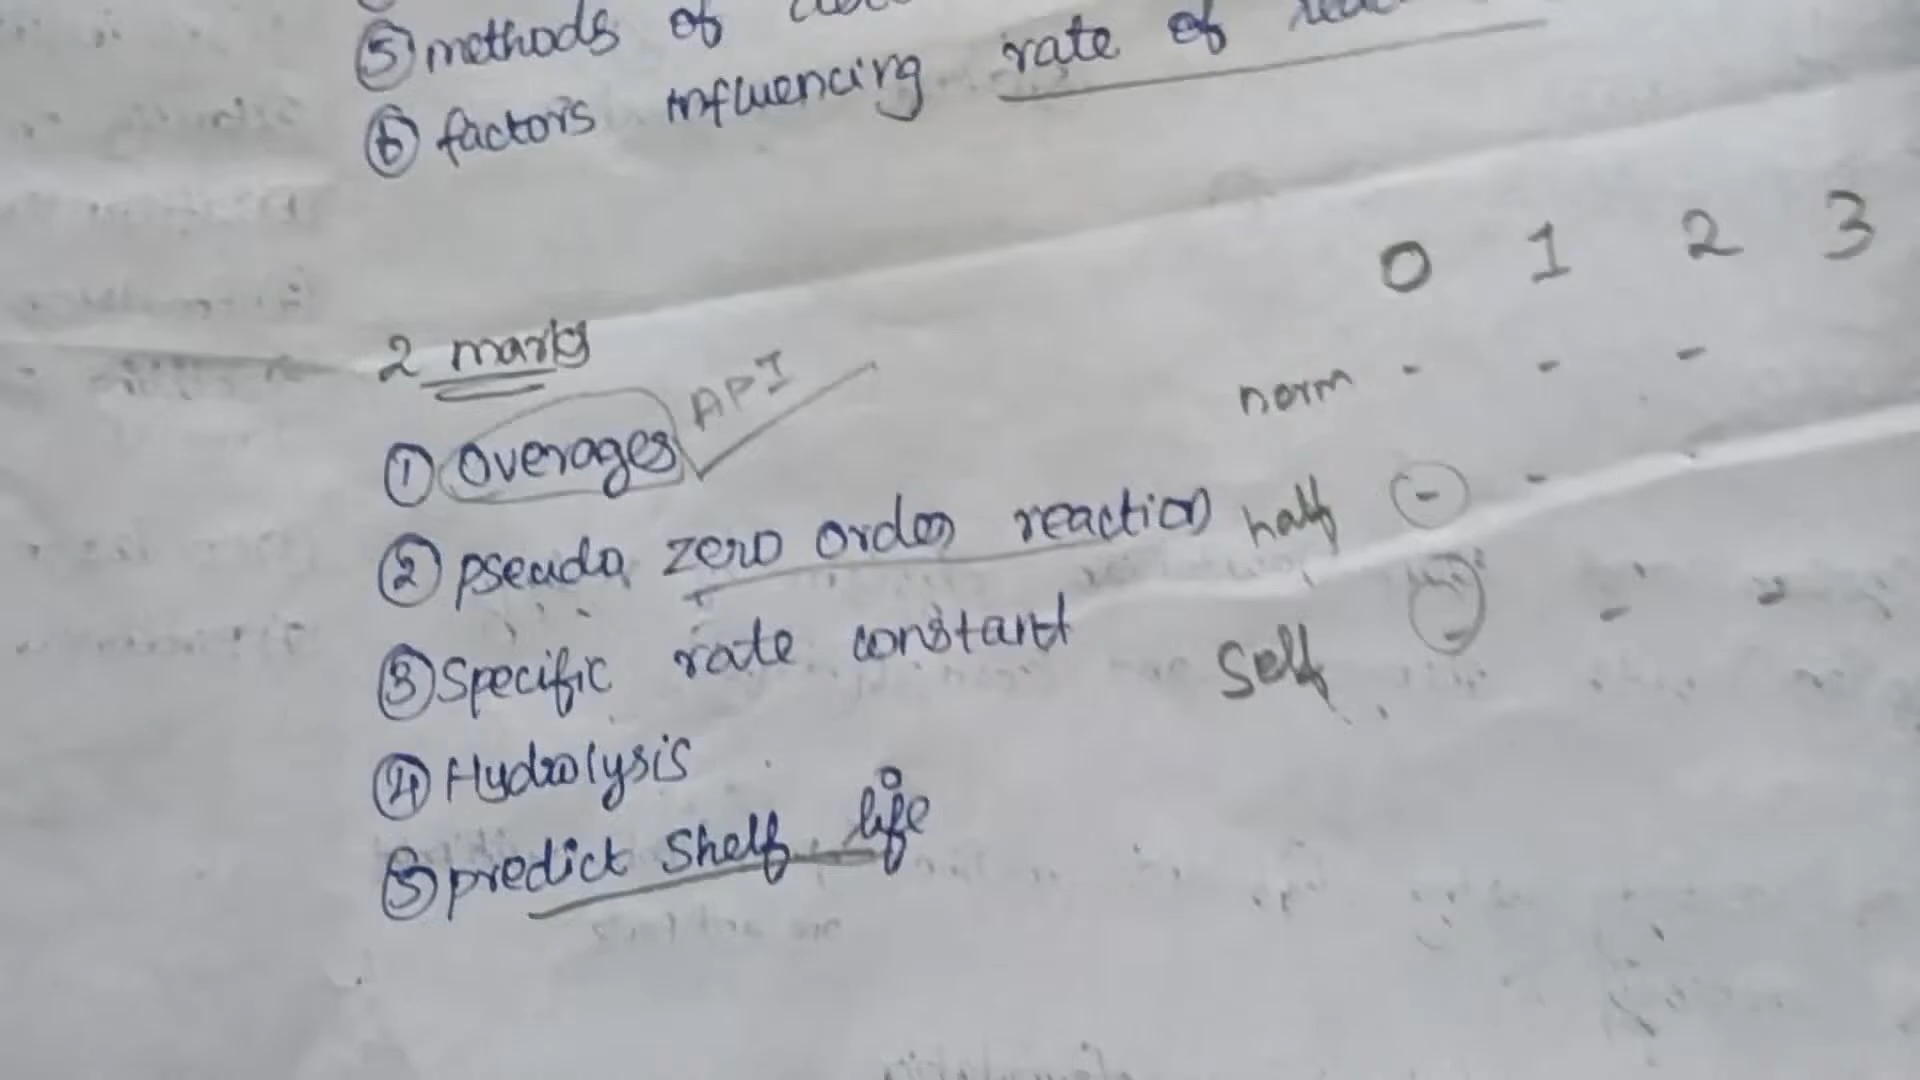 ⑤ methods of
⑥ factors influencing rate of
0 1 2 3
2 marks
norm - - -
① Overages API
② pseudo zero order reaction half - -
③ Specific rate constant
Self - - -
④ Hydrolysis
⑤ predict Shelf life